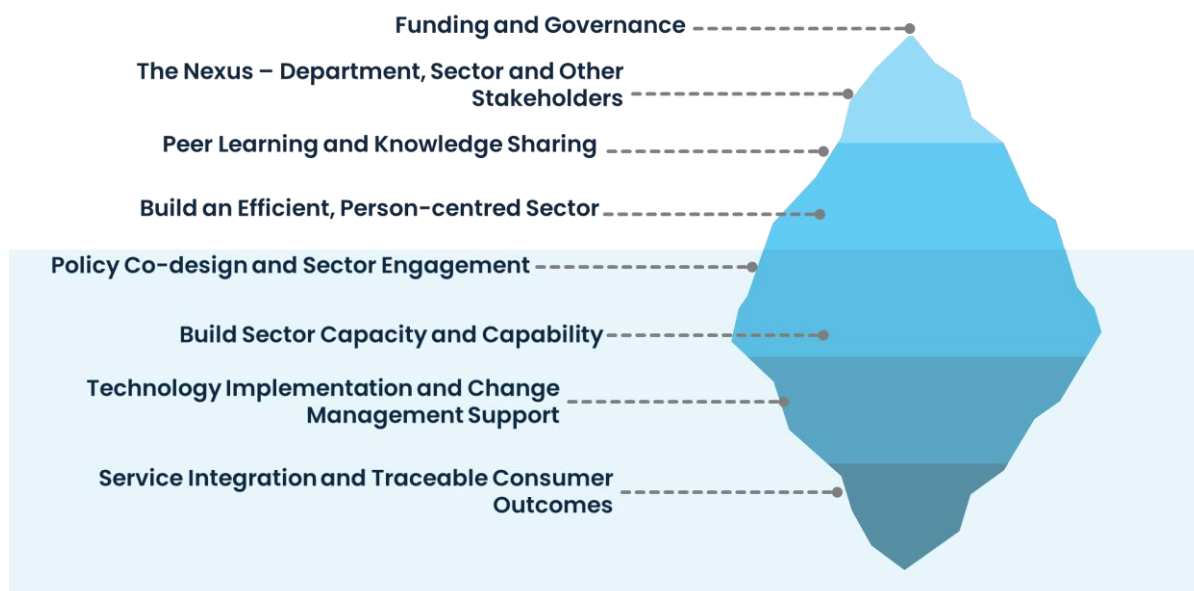 Funding and Governance
The Nexus – Department, Sector and Other
Stakeholders
Peer Learning and Knowledge Sharing
Build an Efficient, Person-centred Sector
Policy Co-design and Sector Engagement
Build Sector Capacity and Capability
Technology Implementation and Change
Management Support
Service Integration and Traceable Consumer
Outcomes